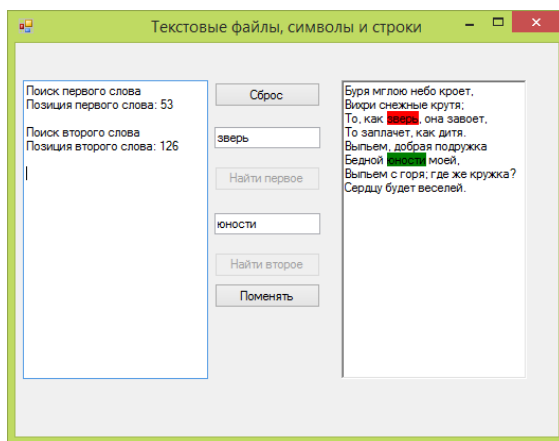 Текстовые файлы, символы и строки
Поиск первого слова
Позиция первого слова: 53
Поиск второго слова
Позиция второго слова: 126
Сброс
зверь
Найти первое
юности
Найти второе
Поменять
Буря мглою небо кроет,
Вихри снежные крутя;
То, как зверь, она завоет,
То заплачет, как дитя.
Выпьем, добрая подружка
Бедной юности моей,
Выпьем с горя; где же кружка?
Сердцу будет веселей.